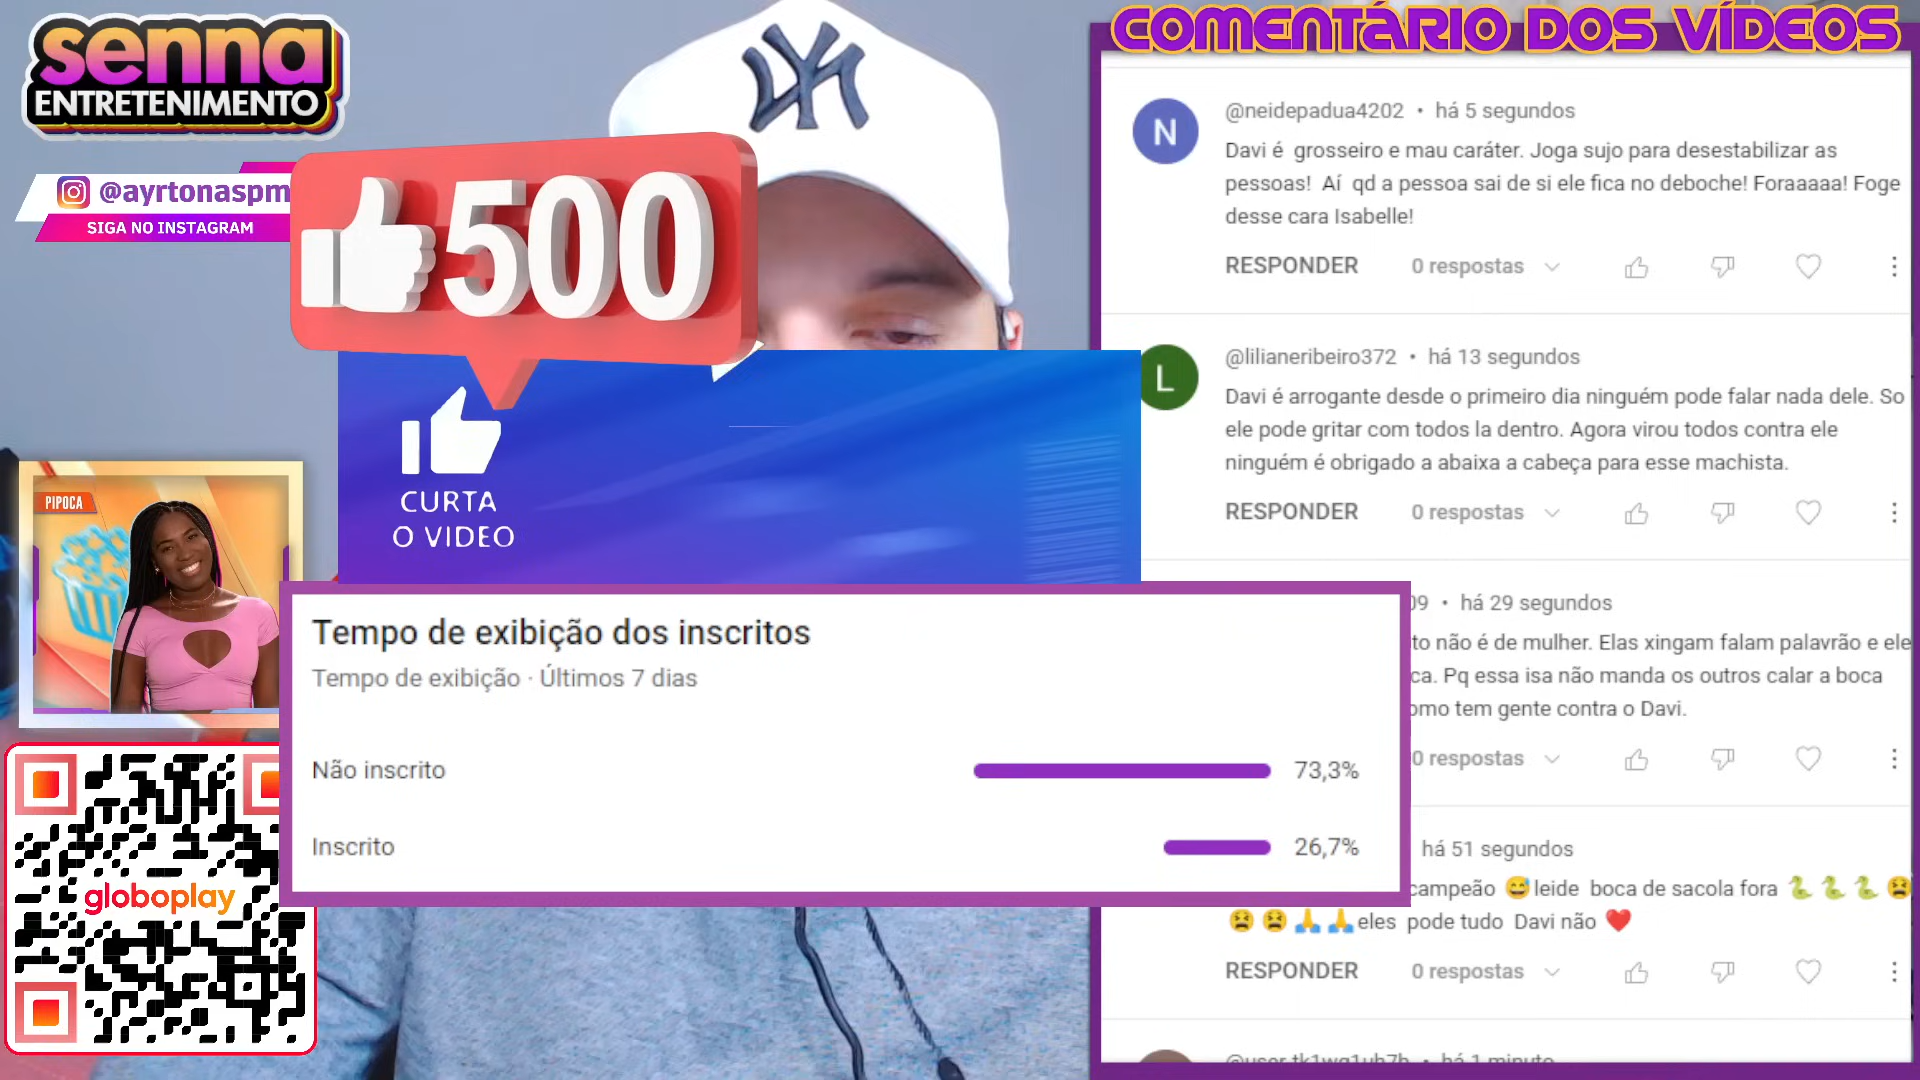 senna
ENTRETENIMENTO
@ayrtonaspm
SIGA NO INSTAGRAM
500
CURTA
O VIDEO
PIPOCA
globoplay
Tempo de exibição dos inscritos
Tempo de exibição · Últimos 7 dias
Não inscrito 73,3%
Inscrito 26,7%
COMENTÁRIO DOS VÍDEOS
N
@neidepadua4202 • há 5 segundos
Davi é grosseiro e mau caráter. Joga sujo para desestabilizar as
pessoas! Aí qd a pessoa sai de si ele fica no deboche! Foraaaaa! Foge
desse cara Isabelle!
RESPONDER 0 respostas
L
@lilianeribeiro372 • há 13 segundos
Davi é arrogante desde o primeiro dia ninguém pode falar nada dele. So
ele pode gritar com todos la dentro. Agora virou todos contra ele
ninguém é obrigado a abaixa a cabeça para esse machista.
RESPONDER 0 respostas
09 • há 29 segundos
to não é de mulher. Elas xingam falam palavrão e ele
ca. Pq essa isa não manda os outros calar a boca
omo tem gente contra o Davi.
0 respostas
há 51 segundos
campeão 😅leide boca de sacola fora 🐍🐍🐍😫
😫😫🙏🙏eles pode tudo Davi não ❤️
RESPONDER 0 respostas
há 1 minuto